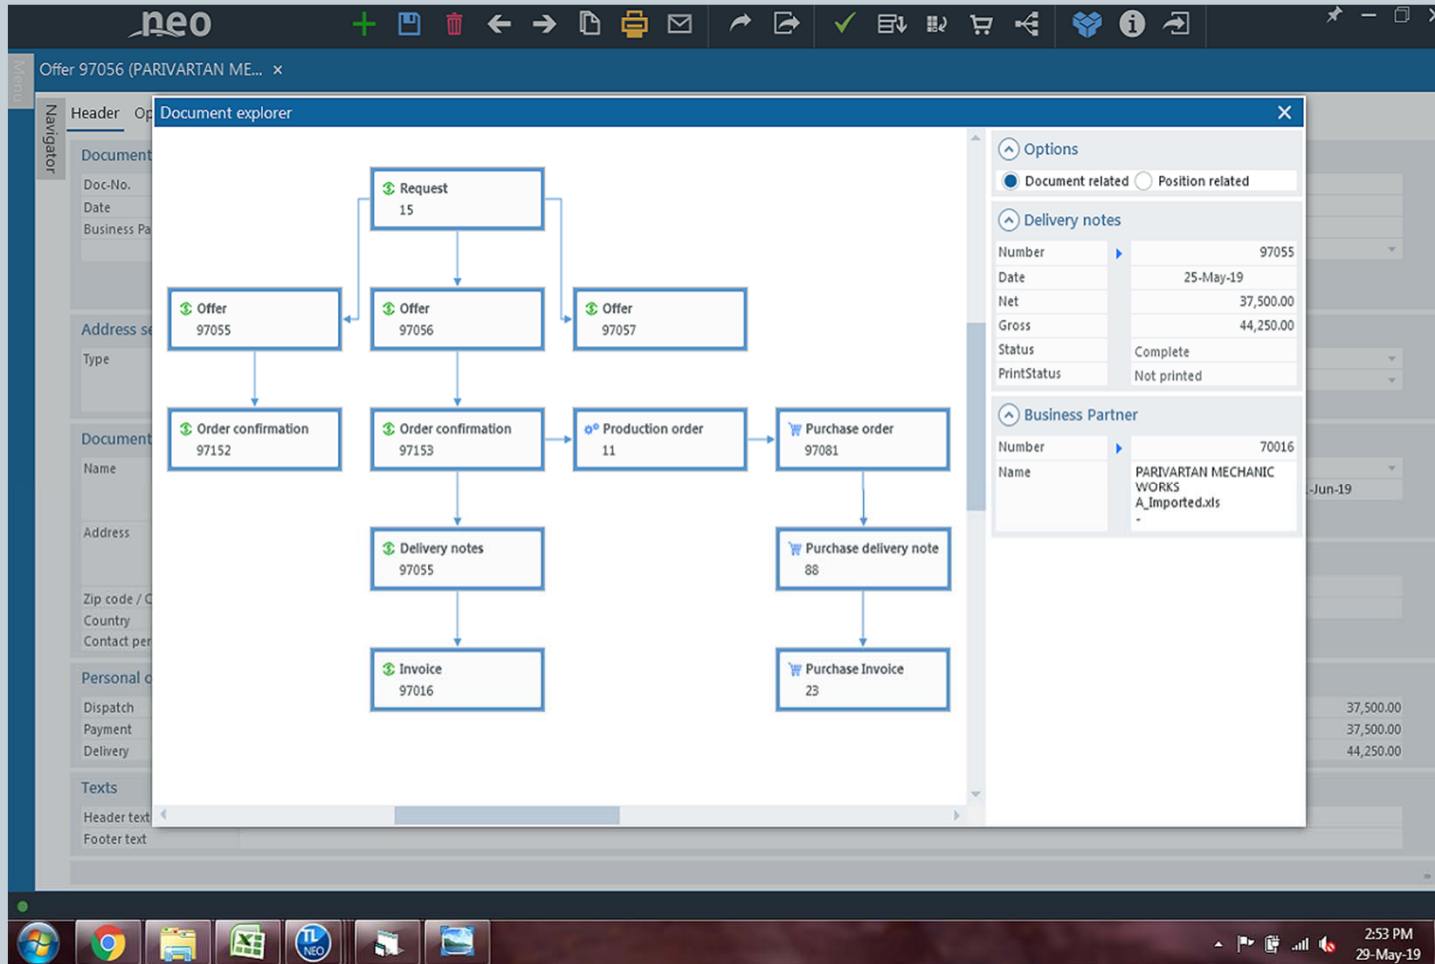 neo
Menu
Offer 97056 (PARIVARTAN ME... ×
Navigator
Header Op
Document explorer
Document
Doc-No.
Date
Business Pa
Address se
Type
Document
Name
-Jun-19
Address
Zip code / C
Country
Contact per
Personal o
Dispatch 37,500.00
Payment 37,500.00
Delivery 44,250.00
Texts
Header text
Footer text
Request
15
Offer
97055
Offer
97056
Offer
97057
Order confirmation
97152
Order confirmation
97153
Production order
11
Purchase order
97081
Delivery notes
97055
Purchase delivery note
88
Invoice
97016
Purchase Invoice
23
Options
Document related Position related
Delivery notes
Number 97055
Date 25-May-19
Net 37,500.00
Gross 44,250.00
Status Complete
PrintStatus Not printed
Business Partner
Number 70016
Name PARIVARTAN MECHANIC
WORKS
A_Imported.xls
-
TL
NEO
2:53 PM
29-May-19